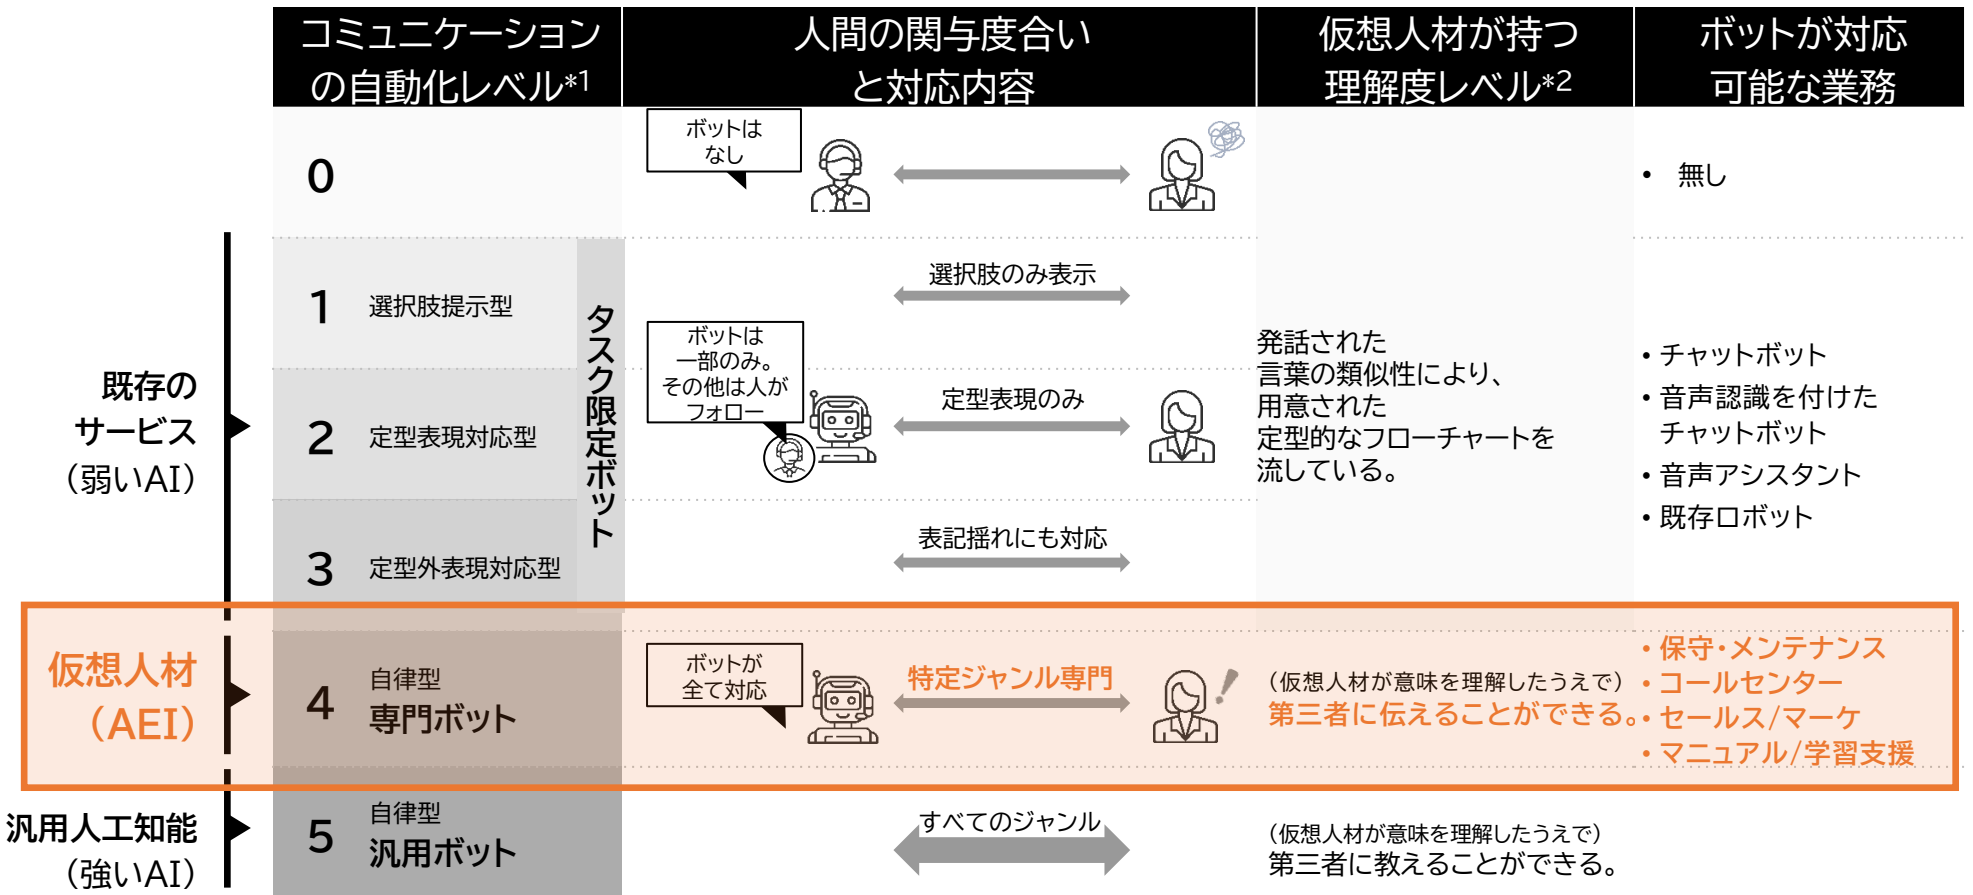 コミュニケーション
の自動化レベル*1
人間の関与度合い
と対応内容
仮想人材が持つ
理解度レベル*2
ボットが対応
可能な業務
0
ボットは
なし
• 無し
既存の
サービス
（弱いAI）
1 選択肢提示型
2 定型表現対応型
3 定型外表現対応型
タスク限定ボット
ボットは
一部のみ。
その他は人が
フォロー
選択肢のみ表示
定型表現のみ
表記揺れにも対応
発話された
言葉の類似性により、
用意された
定型的なフローチャートを
流している。
• チャットボット
• 音声認識を付けた
チャットボット
• 音声アシスタント
• 既存ロボット
仮想人材
（AEI）
4 自律型
専門ボット
ボットが
全て対応
特定ジャンル専門
（仮想人材が意味を理解したうえで）
第三者に伝えることができる。
• 保守・メンテナンス
• コールセンター
• セールス/マーケ
• マニュアル/学習支援
汎用人工知能
（強いAI）
5 自律型
汎用ボット
すべてのジャンル
（仮想人材が意味を理解したうえで）
第三者に教えることができる。